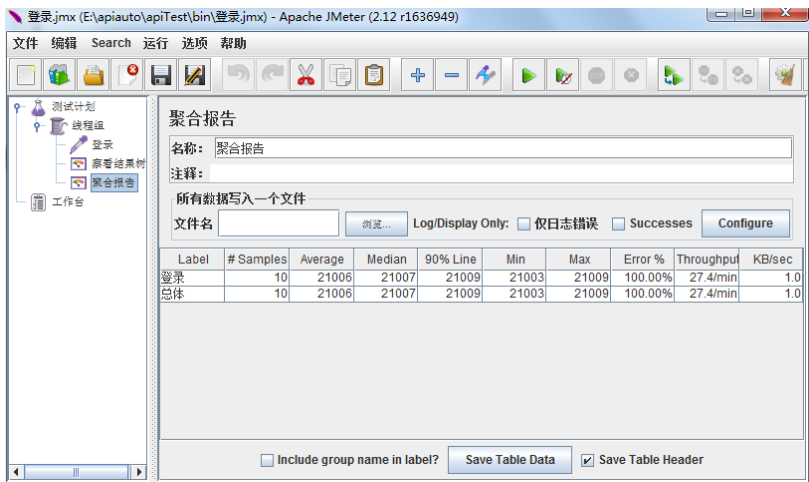 登录.jmx (E:\apiauto\apiTest\bin\登录.jmx) - Apache JMeter (2.12 r1636949)
文件 编辑 Search 运行 选项 帮助
测试计划
线程组
登录
察看结果树
聚合报告
工作台
聚合报告
名称： 聚合报告
注释：
所有数据写入一个文件
文件名 浏览... Log/Display Only: 仅日志错误 Successes Configure
Label # Samples Average Median 90% Line Min Max Error % Throughput KB/sec
登录 10 21006 21007 21009 21003 21009 100.00% 27.4/min 1.0
总体 10 21006 21007 21009 21003 21009 100.00% 27.4/min 1.0
Include group name in label? Save Table Data Save Table Header